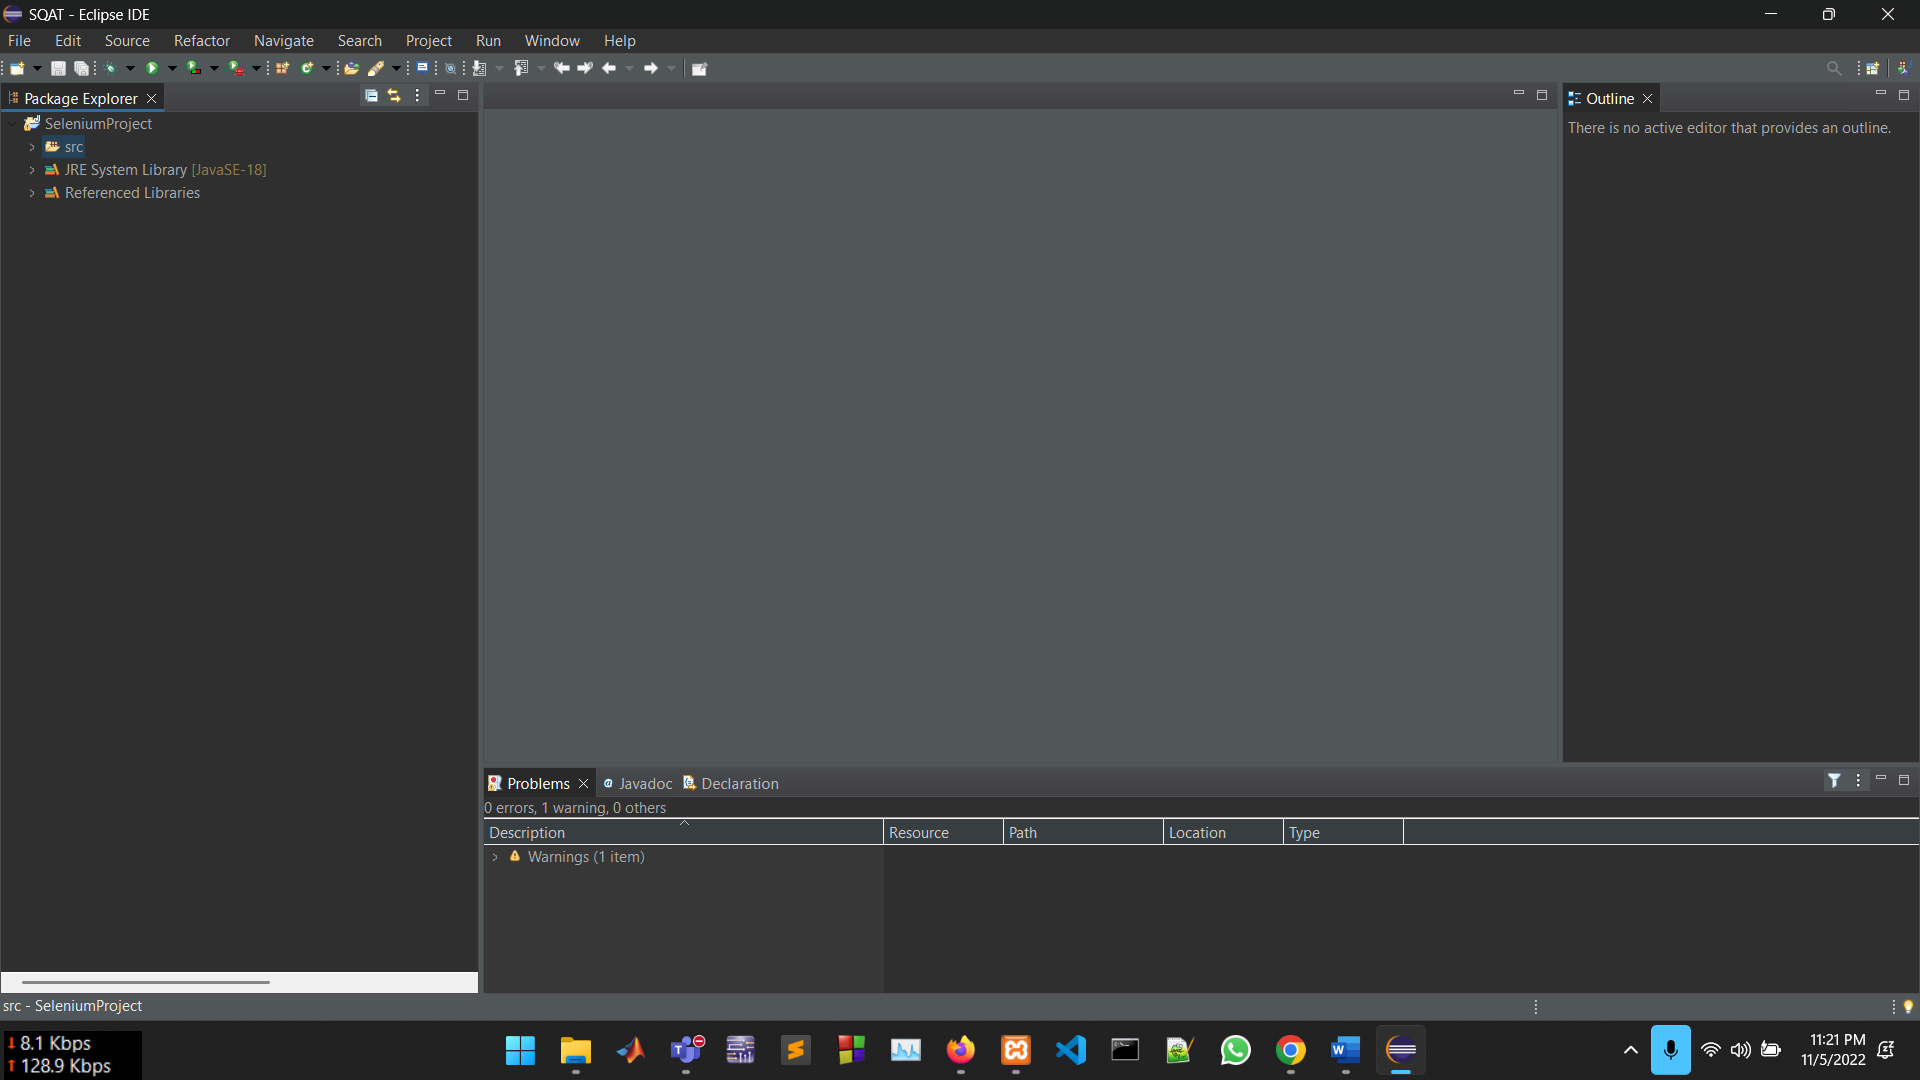 SQAT - Eclipse IDE
File Edit Source Refactor Navigate Search Project Run Window Help
Package Explorer
SeleniumProject
src
JRE System Library [JavaSE-18]
Referenced Libraries
Outline
There is no active editor that provides an outline.
Problems Javadoc Declaration
0 errors, 1 warning, 0 others
Description Resource Path Location Type
Warnings (1 item)
src - SeleniumProject
8.1 Kbps
128.9 Kbps
11:21 PM
11/5/2022